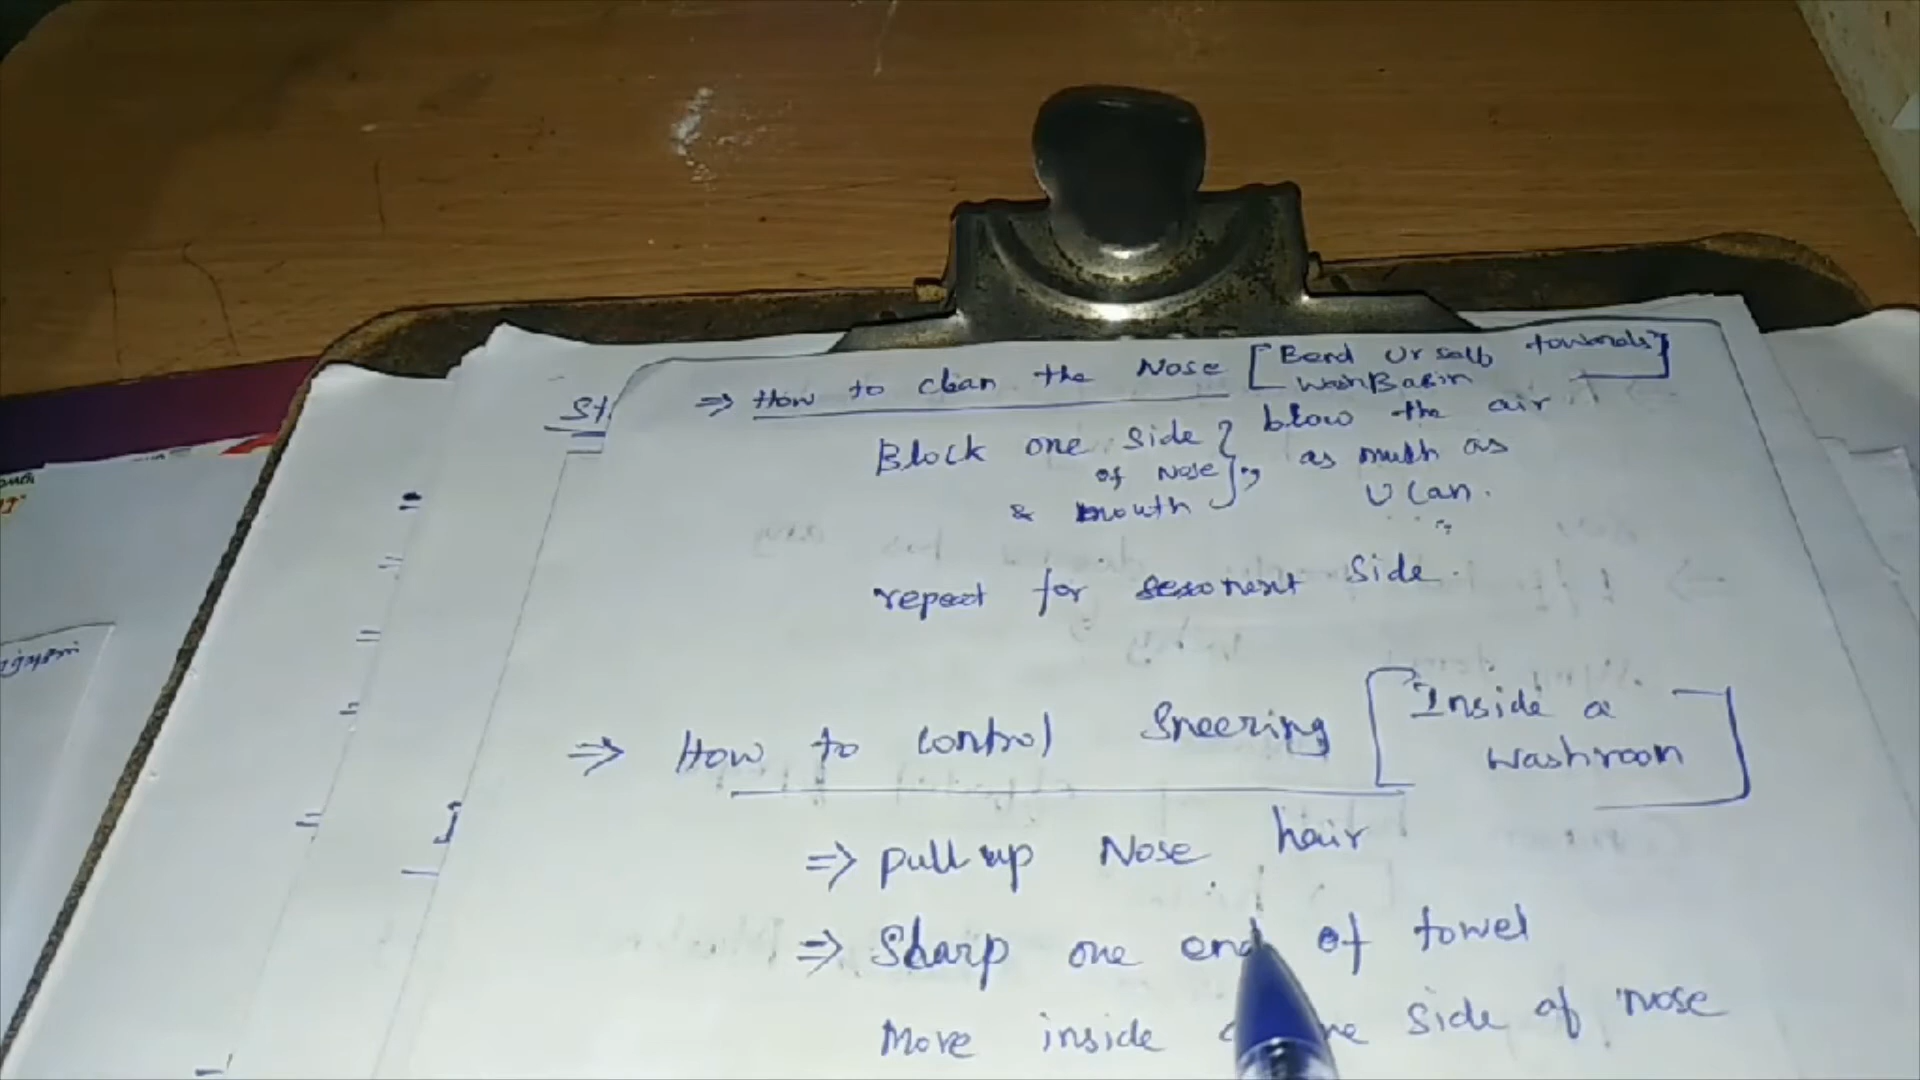 ⇒ How to clean the Nose [Bend Ur self towards
WashBasin]
Block one side } blow the air
of Nose }, as much as
& mouth } U Can.
repeat for side.
⇒ How to control Sneezing [Inside a
washroom]
⇒ pull up Nose hair
⇒ Sharp one end of towel
Move inside side of Nose
St